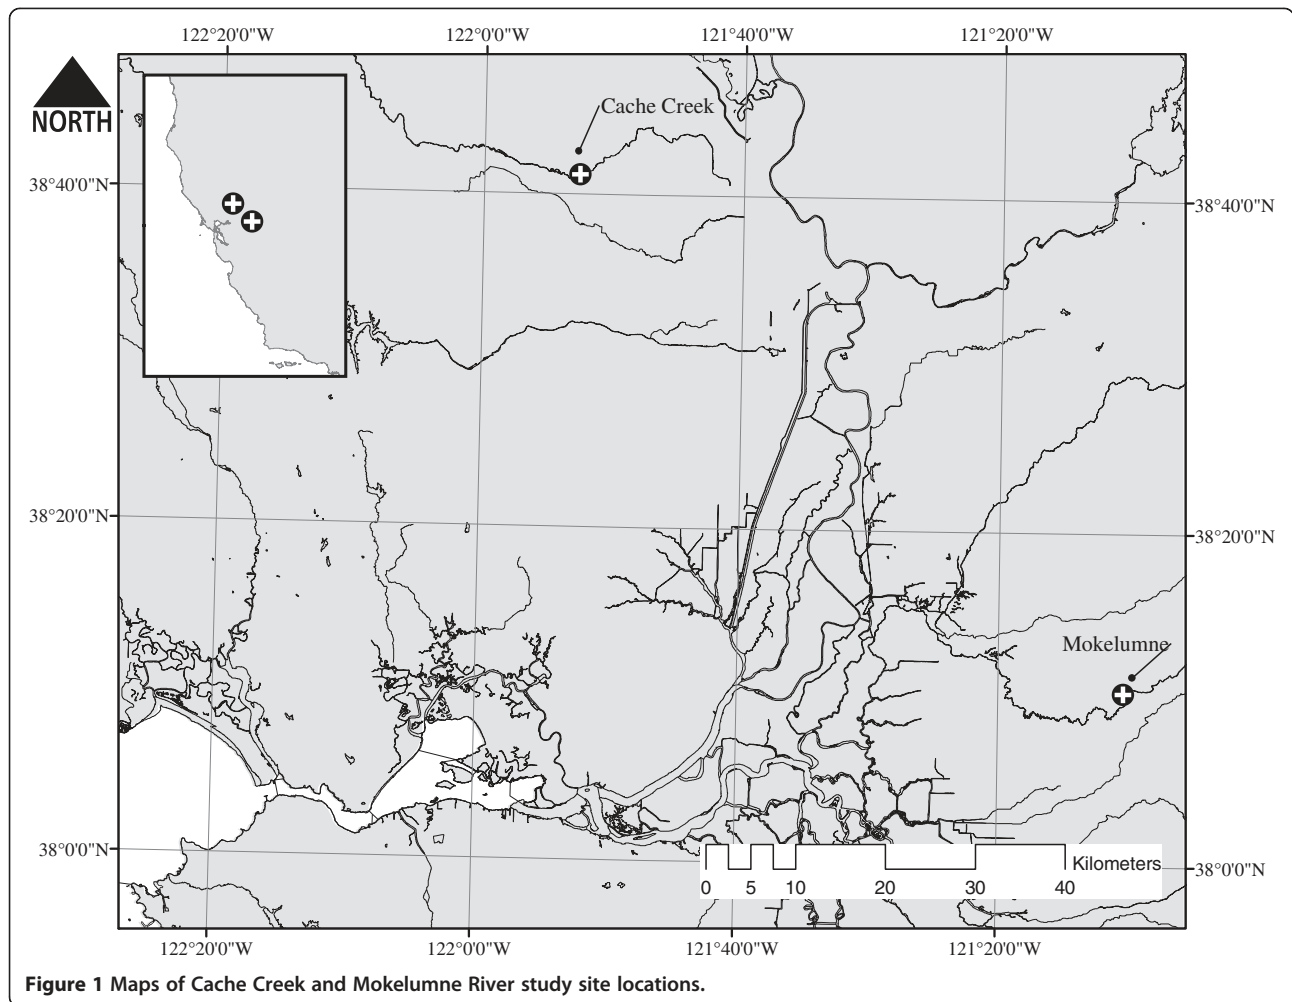 122°20'0"W 122°0'0"W 121°40'0"W 121°20'0"W
NORTH
Cache Creek
38°40'0"N
38°40'0"N
38°20'0"N
38°20'0"N
Mokelumne
38°0'0"N
38°0'0"N
Kilometers
0 5 10 20 30 40
122°20'0"W 122°0'0"W 121°40'0"W 121°20'0"W
Figure 1 Maps of Cache Creek and Mokelumne River study site locations.